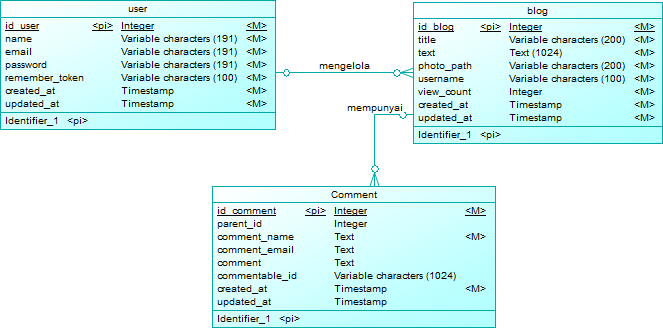 user
id_user <pi> Integer <M>
name Variable characters (191) <M>
email Variable characters (191) <M>
password Variable characters (191) <M>
remember_token Variable characters (100) <M>
created_at Timestamp <M>
updated_at Timestamp <M>
Identifier_1 <pi>
mengelola
blog
id_blog <pi> Integer <M>
title Variable characters (200) <M>
text Text (1024) <M>
photo_path Variable characters (200) <M>
username Variable characters (100) <M>
view_count Integer <M>
created_at Timestamp <M>
updated_at Timestamp <M>
Identifier_1 <pi>
mempunyai
Comment
id_comment <pi> Integer <M>
parent_id Integer
comment_name Text <M>
comment_email Text
comment Text
commentable_id Variable characters (1024)
created_at Timestamp <M>
updated_at Timestamp
Identifier_1 <pi>